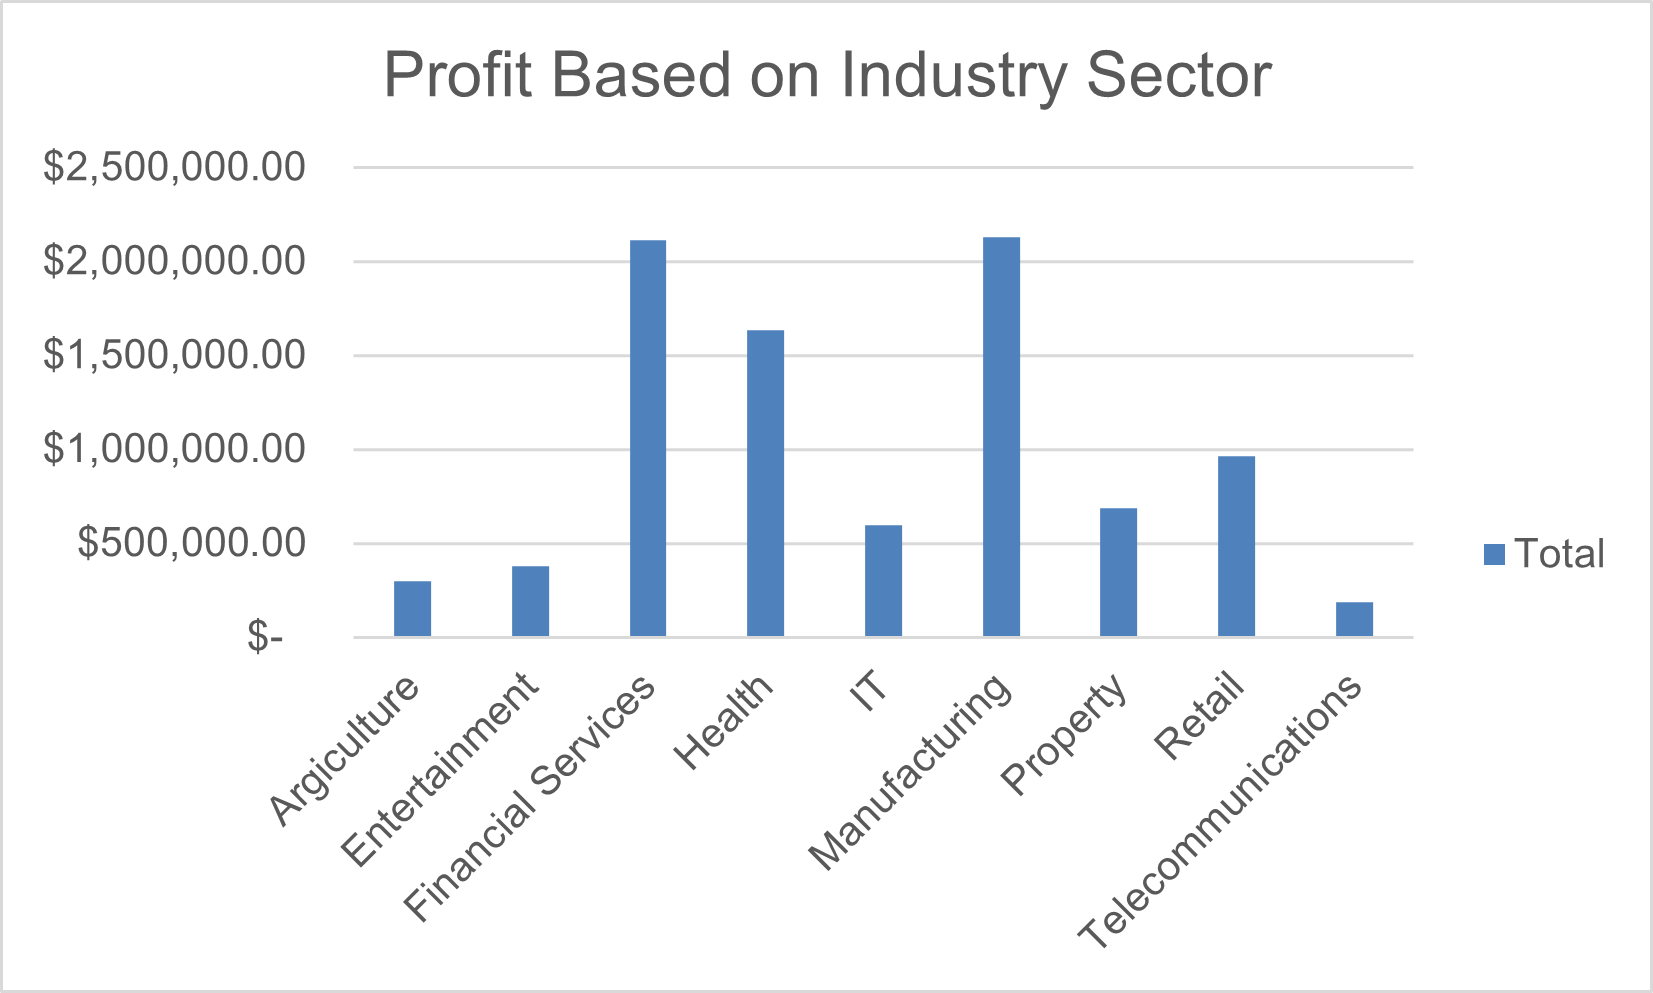 Profit Based on Industry Sector
$2,500,000.00
$2,000,000.00
$1,500,000.00
$1,000,000.00
$500,000.00
$-
Total
Argiculture
Entertainment
Financial Services
Health
IT
Manufacturing
Property
Retail
Telecommunications